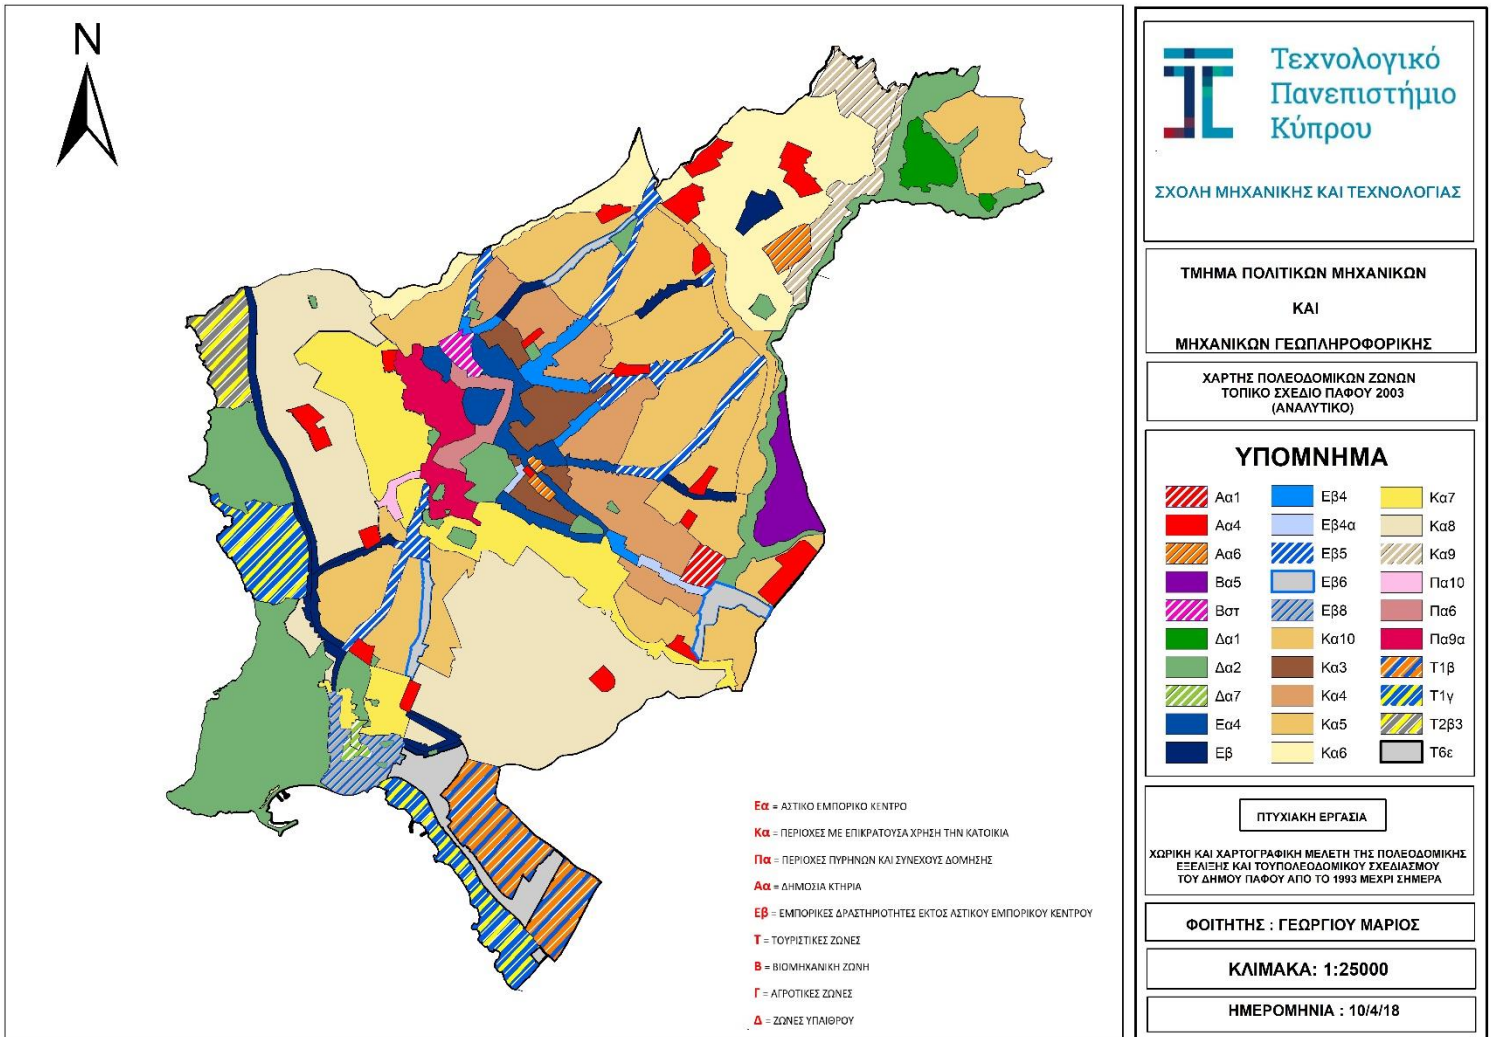 N
Τεχνολογικό
Πανεπιστήμιο
Κύπρου
ΣΧΟΛΗ ΜΗΧΑΝΙΚΗΣ ΚΑΙ ΤΕΧΝΟΛΟΓΙΑΣ
ΤΜΗΜΑ ΠΟΛΙΤΙΚΩΝ ΜΗΧΑΝΙΚΩΝ
ΚΑΙ
ΜΗΧΑΝΙΚΩΝ ΓΕΩΠΛΗΡΟΦΟΡΙΚΗΣ
ΧΑΡΤΗΣ ΠΟΛΕΟΔΟΜΙΚΩΝ ΖΩΝΩΝ
ΤΟΠΙΚΟ ΣΧΕΔΙΟ ΠΑΦΟΥ 2003
(ΑΝΑΛΥΤΙΚΟ)
ΥΠΟΜΝΗΜΑ
Αα1
Αα4
Αα6
Βα5
Βστ
Δα1
Δα2
Δα7
Εα4
Εβ
Εβ4
Εβ4α
Εβ5
Εβ6
Εβ8
Κα10
Κα3
Κα4
Κα5
Κα6
Κα7
Κα8
Κα9
Πα10
Πα6
Πα9α
Τ1β
Τ1γ
Τ2β3
Τ6ε
Εα = ΑΣΤΙΚΟ ΕΜΠΟΡΙΚΟ ΚΕΝΤΡΟ
Κα = ΠΕΡΙΟΧΕΣ ΜΕ ΕΠΙΚΡΑΤΟΥΣΑ ΧΡΗΣΗ ΤΗΝ ΚΑΤΟΙΚΙΑ
Πα = ΠΕΡΙΟΧΕΣ ΠΥΡΗΝΩΝ ΚΑΙ ΣΥΝΕΧΟΥΣ ΔΟΜΗΣΗΣ
Αα = ΔΗΜΟΣΙΑ ΚΤΗΡΙΑ
Εβ = ΕΜΠΟΡΙΚΕΣ ΔΡΑΣΤΗΡΙΟΤΗΤΕΣ ΕΚΤΟΣ ΑΣΤΙΚΟΥ ΕΜΠΟΡΙΚΟΥ ΚΕΝΤΡΟΥ
Τ = ΤΟΥΡΙΣΤΙΚΕΣ ΖΩΝΕΣ
Β = ΒΙΟΜΗΧΑΝΙΚΗ ΖΩΝΗ
Γ = ΑΓΡΟΤΙΚΕΣ ΖΩΝΕΣ
Δ = ΖΩΝΕΣ ΥΠΑΙΘΡΟΥ
ΠΤΥΧΙΑΚΗ ΕΡΓΑΣΙΑ
ΧΩΡΙΚΗ ΚΑΙ ΧΑΡΤΟΓΡΑΦΙΚΗ ΜΕΛΕΤΗ ΤΗΣ ΠΟΛΕΟΔΟΜΙΚΗΣ
ΕΞΕΛΙΞΗΣ ΚΑΙ ΤΟΥΠΟΛΕΟΔΟΜΙΚΟΥ ΣΧΕΔΙΑΣΜΟΥ
ΤΟΥ ΔΗΜΟΥ ΠΑΦΟΥ ΑΠΟ ΤΟ 1993 ΜΕΧΡΙ ΣΗΜΕΡΑ
ΦΟΙΤΗΤΗΣ : ΓΕΩΡΓΙΟΥ ΜΑΡΙΟΣ
ΚΛΙΜΑΚΑ: 1:25000
ΗΜΕΡΟΜΗΝΙΑ : 10/4/18